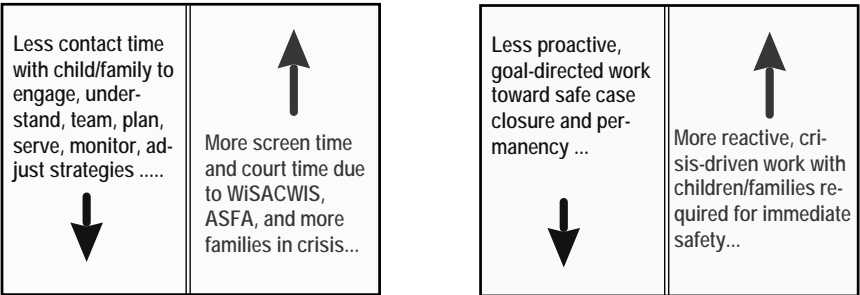 Less contact time
with child/family to
engage, under-
stand, team, plan,
serve, monitor, ad-
just strategies .....
More screen time
and court time due
to WiSACWIS,
ASFA, and more
families in crisis...
Less proactive,
goal-directed work
toward safe case
closure and per-
manency ...
More reactive, cri-
sis-driven work with
children/families re-
quired for immediate
safety...